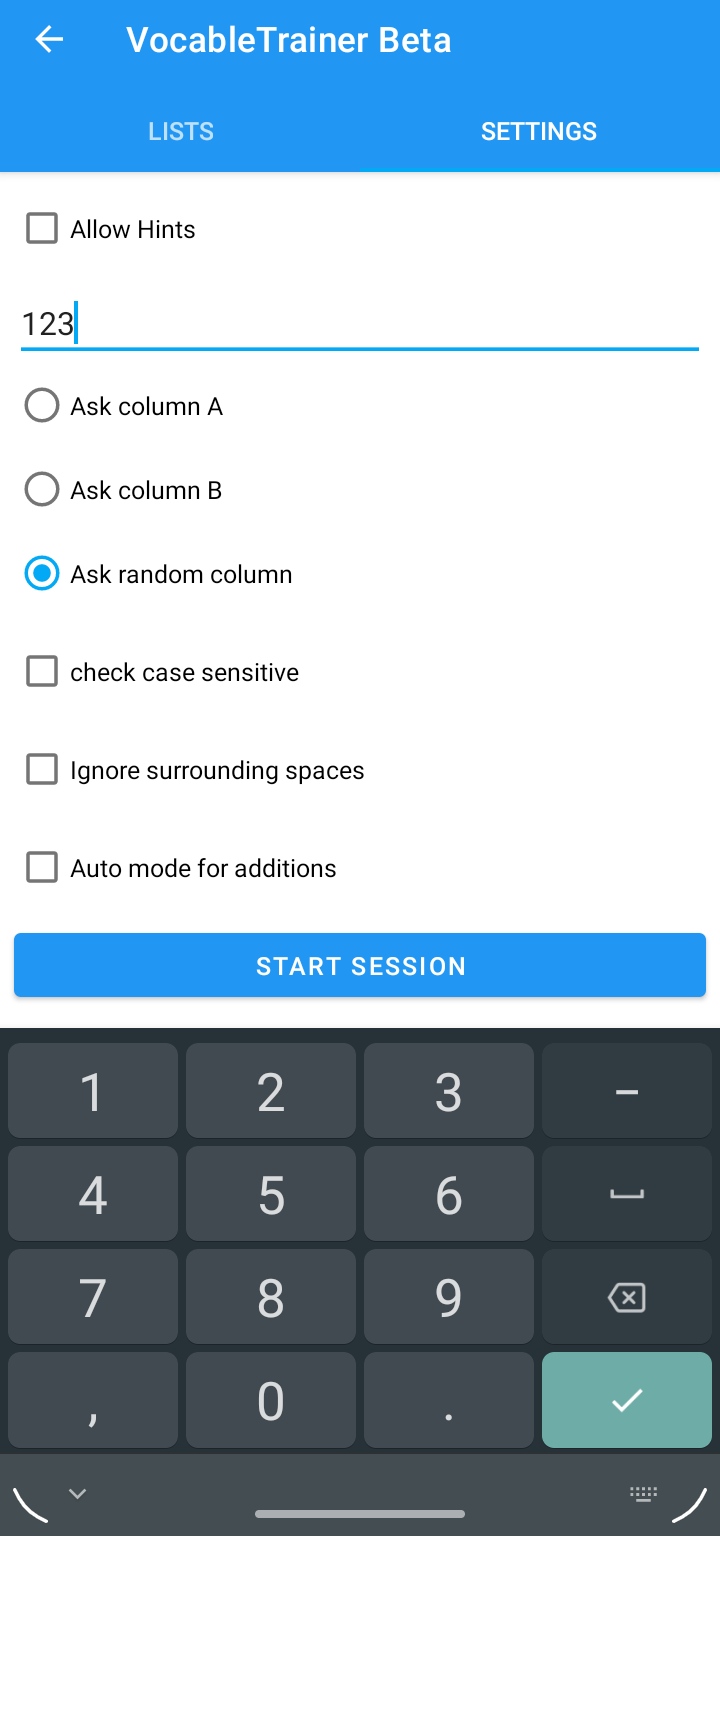 VocableTrainer Beta
LISTS SETTINGS
Allow Hints
123
Ask column A
Ask column B
Ask random column
check case sensitive
Ignore surrounding spaces
Auto mode for additions
START SESSION
1 2 3 –
4 5 6
7 8 9
, 0 .